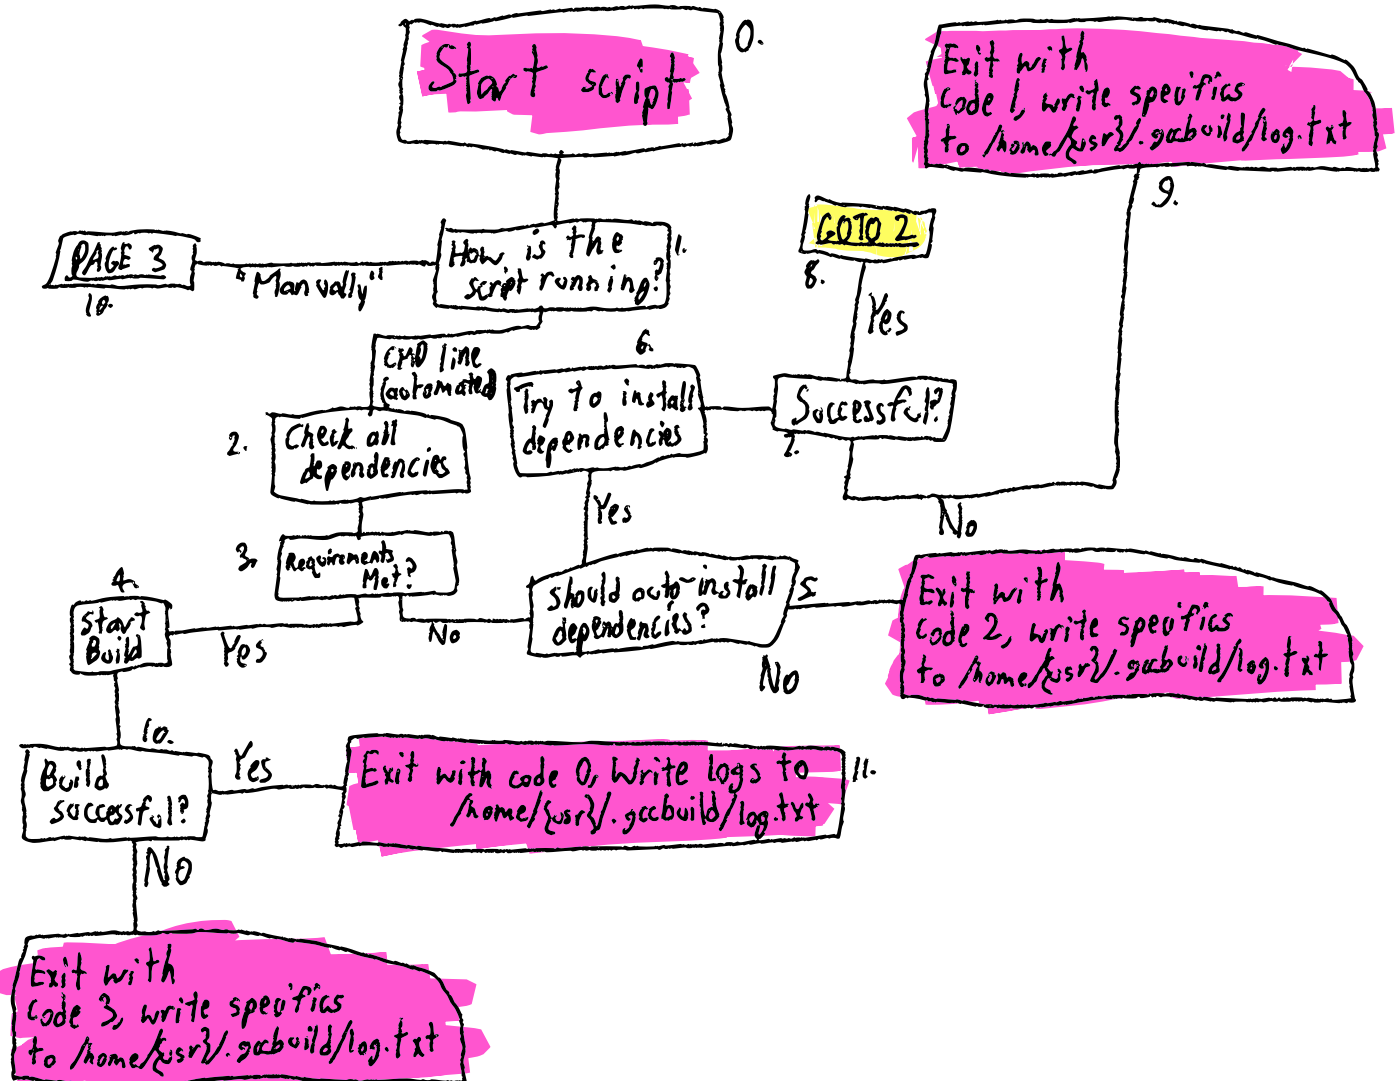 Start script
0.
Exit with
code 1, write specifics
to /home/{usr}/.gccbuild/log.txt
9.
GOTO 2
8.
How is the
script running?
1.
PAGE 3
10.
"Manually"
Yes
CMD line
(automated)
6.
Try to install
dependencies
Successful?
7.
No
2.
Check all
dependencies
Yes
3.
Requirements
Met?
4.
Start
Build
Yes
No
Should auto-install
dependencies?
5.
No
Exit with
code 2, write specifics
to /home/{usr}/.gccbuild/log.txt
10.
Build
successful?
Yes
Exit with code 0, Write logs to
/home/{usr}/.gccbuild/log.txt
11.
No
Exit with
code 3, write specifics
to /home/{usr}/.gccbuild/log.txt